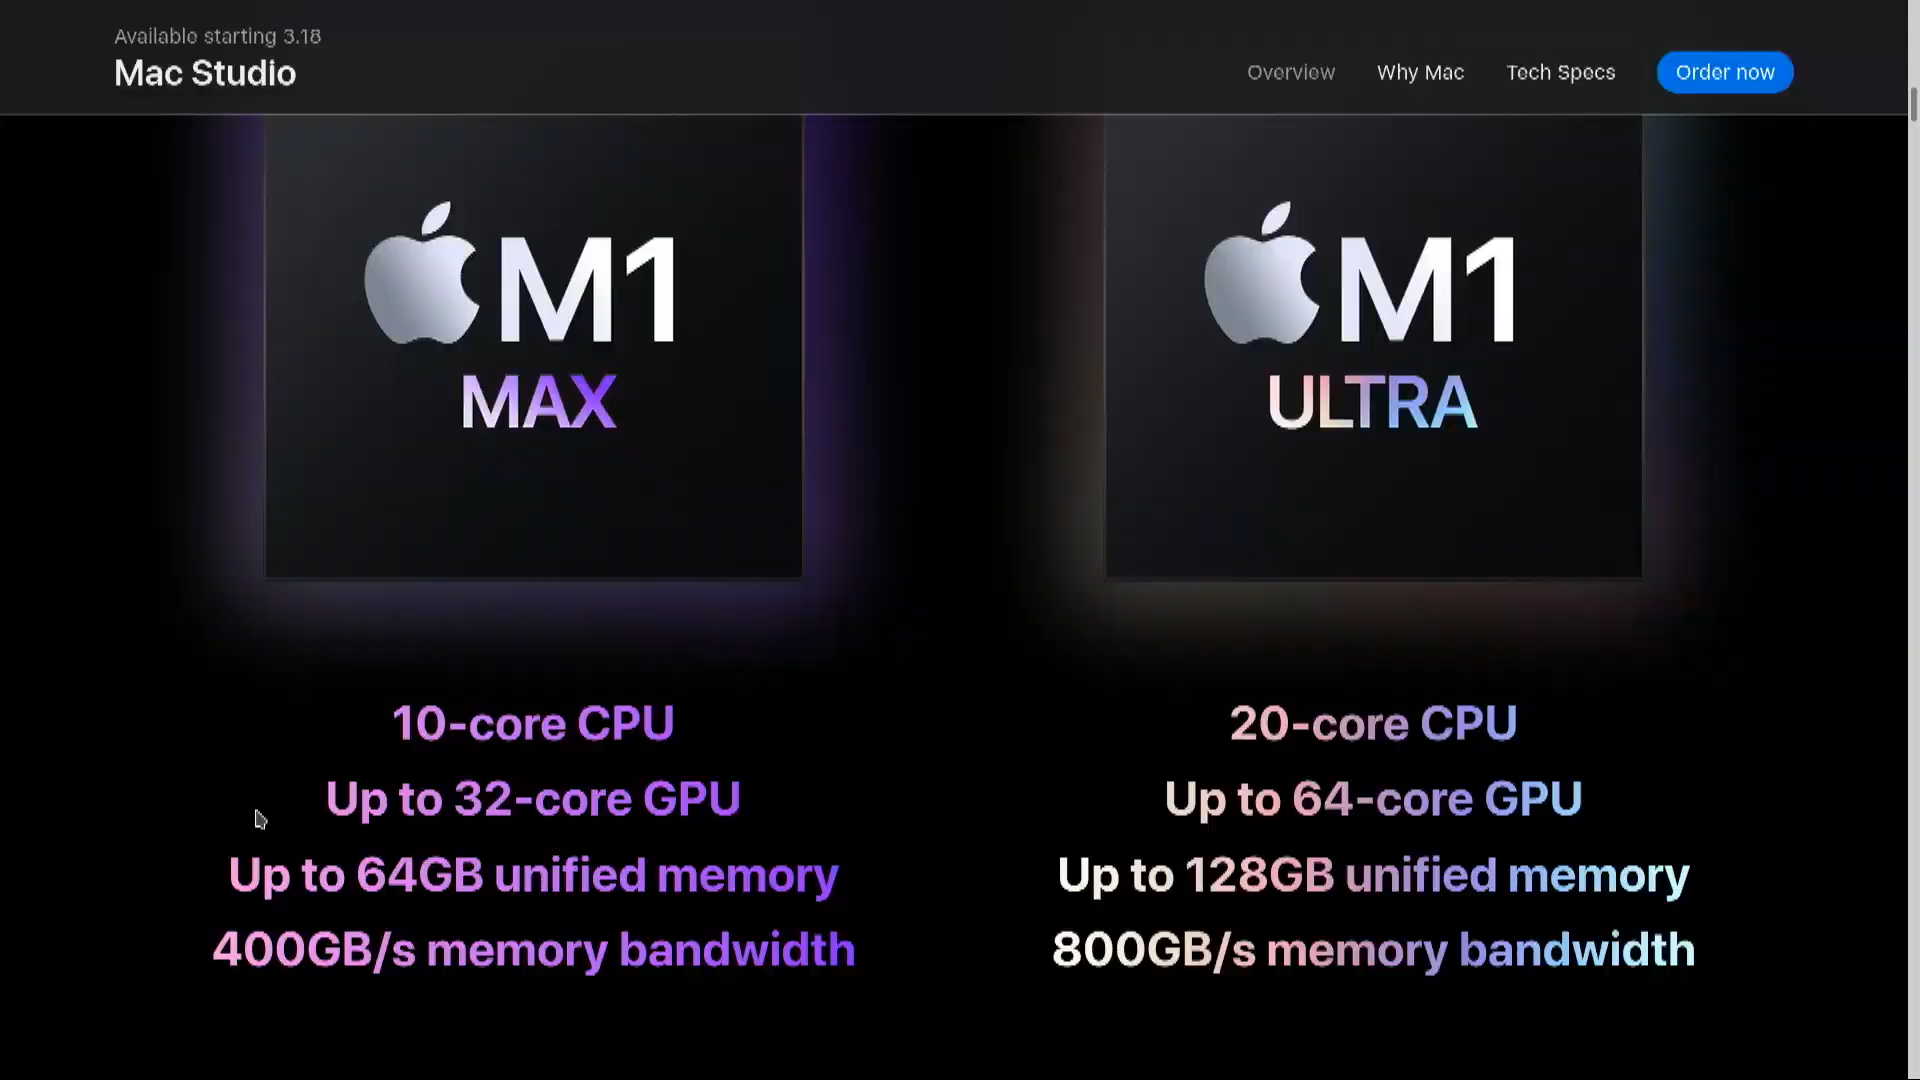 Available starting 3.18
Mac Studio
Overview Why Mac Tech Specs Order now
M1
MAX
M1
ULTRA
10-core CPU
Up to 32-core GPU
Up to 64GB unified memory
400GB/s memory bandwidth
20-core CPU
Up to 64-core GPU
Up to 128GB unified memory
800GB/s memory bandwidth